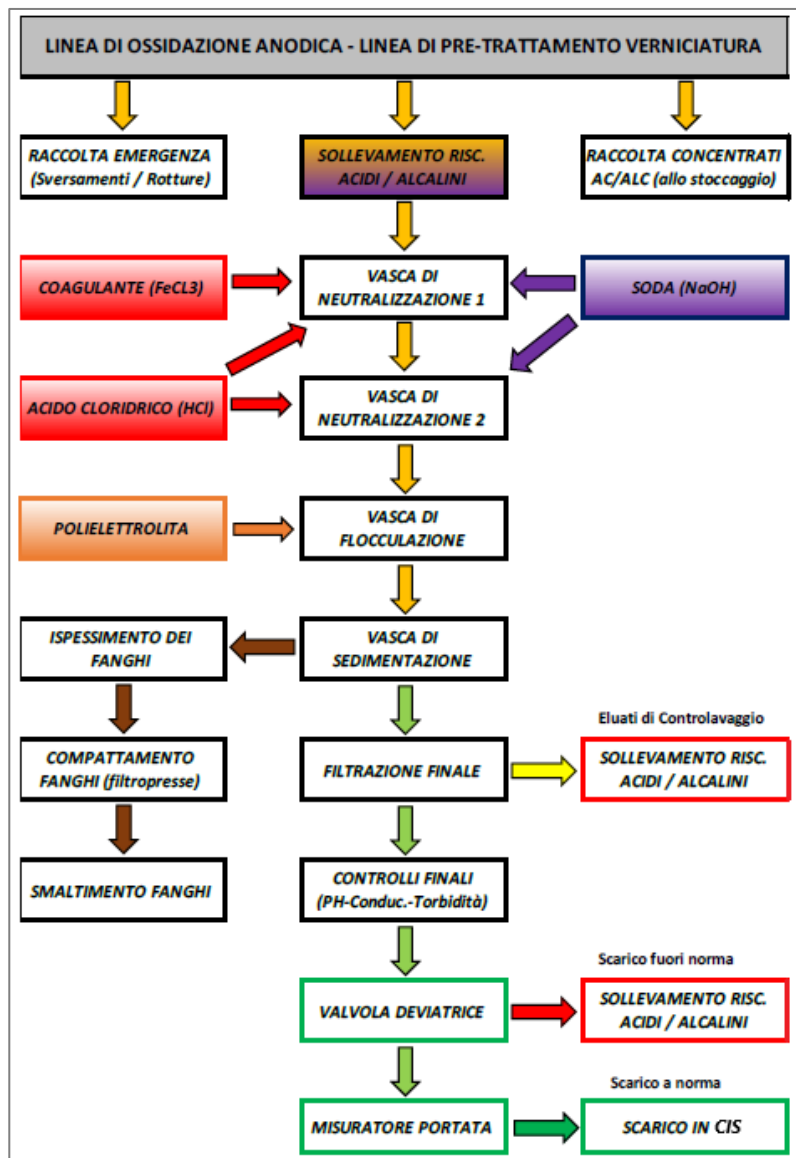 LINEA DI OSSIDAZIONE ANODICA - LINEA DI PRE-TRATTAMENTO VERNICIATURA
RACCOLTA EMERGENZA
(Sversamenti / Rotture)
SOLLEVAMENTO RISC.
ACIDI / ALCALINI
RACCOLTA CONCENTRATI
AC/ALC (allo stoccaggio)
COAGULANTE (FeCL3)
VASCA DI
NEUTRALIZZAZIONE 1
SODA (NaOH)
ACIDO CLORIDRICO (HCl)
VASCA DI
NEUTRALIZZAZIONE 2
POLIELETTROLITA
VASCA DI
FLOCCULAZIONE
ISPESSIMENTO DEI
FANGHI
VASCA DI
SEDIMENTAZIONE
Eluati di Controlavaggio
COMPATTAMENTO
FANGHI (filtropresse)
FILTRAZIONE FINALE
SOLLEVAMENTO RISC.
ACIDI / ALCALINI
SMALTIMENTO FANGHI
CONTROLLI FINALI
(PH-Conduc.-Torbidità)
Scarico fuori norma
VALVOLA DEVIATRICE
SOLLEVAMENTO RISC.
ACIDI / ALCALINI
Scarico a norma
MISURATORE PORTATA
SCARICO IN CIS